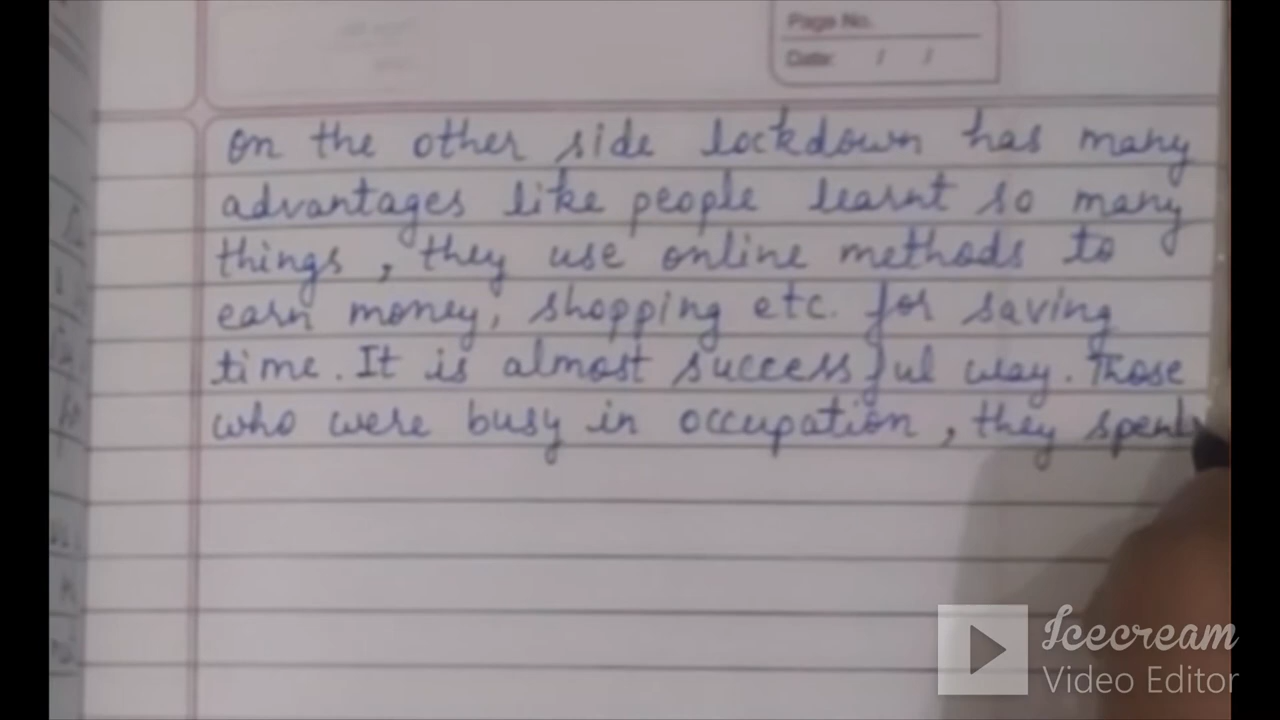 Page No.
Date: / /
On the other side lockdown has many
advantages like people learnt so many
things, they use online methods to
earn money, shopping etc. for saving
time. It is almost successful way. Those
who were busy in occupation, they spent
Icecream
Video Editor